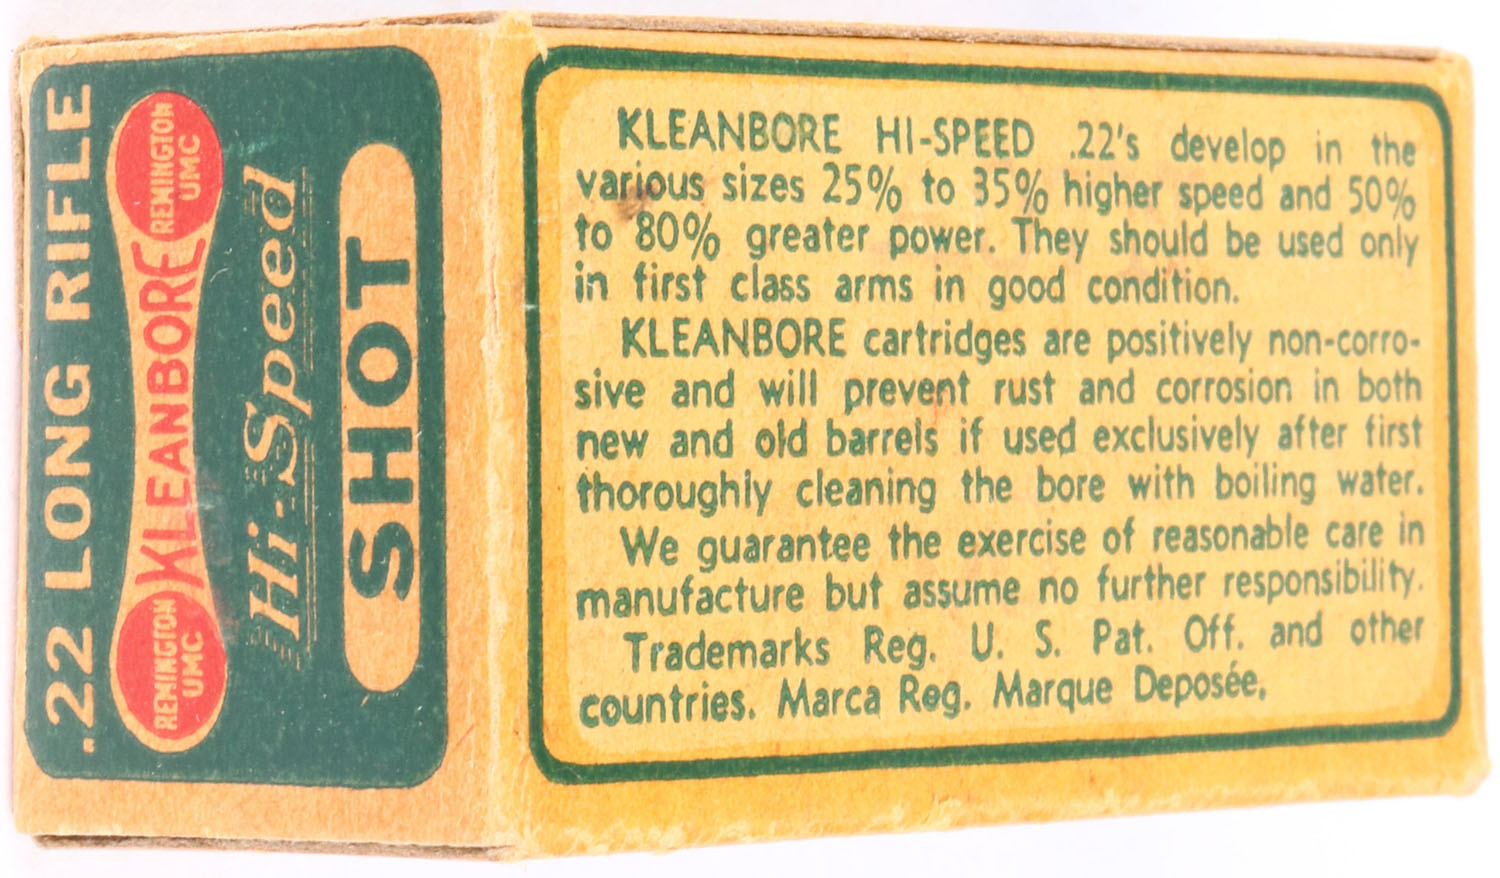 .22 LONG RIFLE
REMINGTON
UMC
KLEANBORE
REMINGTON
UMC
Hi-Speed
SHOT
KLEANBORE HI-SPEED .22's develop in the
various sizes 25% to 35% higher speed and 50%
to 80% greater power. They should be used only
in first class arms in good condition.
KLEANBORE cartridges are positively non-corro-
sive and will prevent rust and corrosion in both
new and old barrels if used exclusively after first
thoroughly cleaning the bore with boiling water.
We guarantee the exercise of reasonable care in
manufacture but assume no further responsibility.
Trademarks Reg. U. S. Pat. Off. and other
countries. Marca Reg. Marque Deposée.